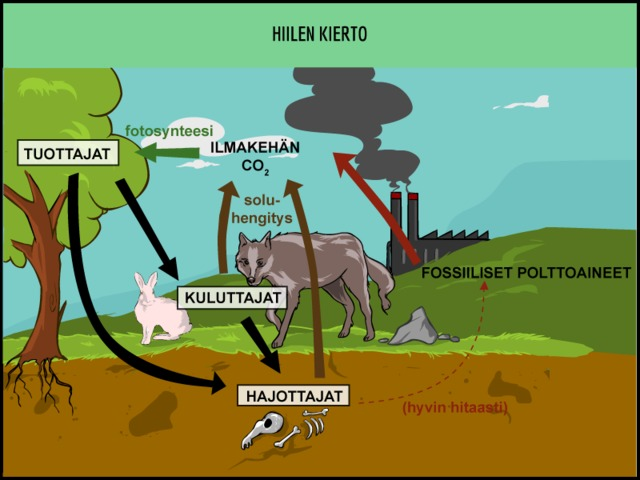 HIILEN KIERTO
fotosynteesi
TUOTTAJAT
ILMAKEHÄN
CO₂
solu-
hengitys
FOSSIILISET POLTTOAINEET
KULUTTAJAT
HAJOTTAJAT
(hyvin hitaasti)